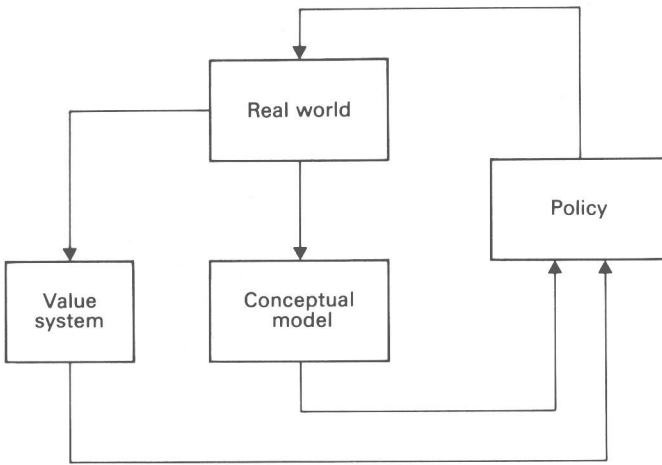 Real world
Policy
Value
system
Conceptual
model